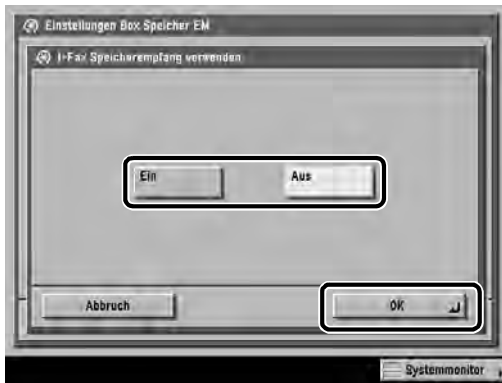 Einstellungen Box Speicher EM
I-Fax Speicherempfang verwenden
Ein Aus
Abbruch OK
Systemmonitor